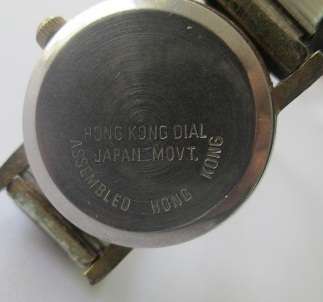 HONG KONG DIAL
JAPAN MOVT.
ASSEMBLED HONG KONG